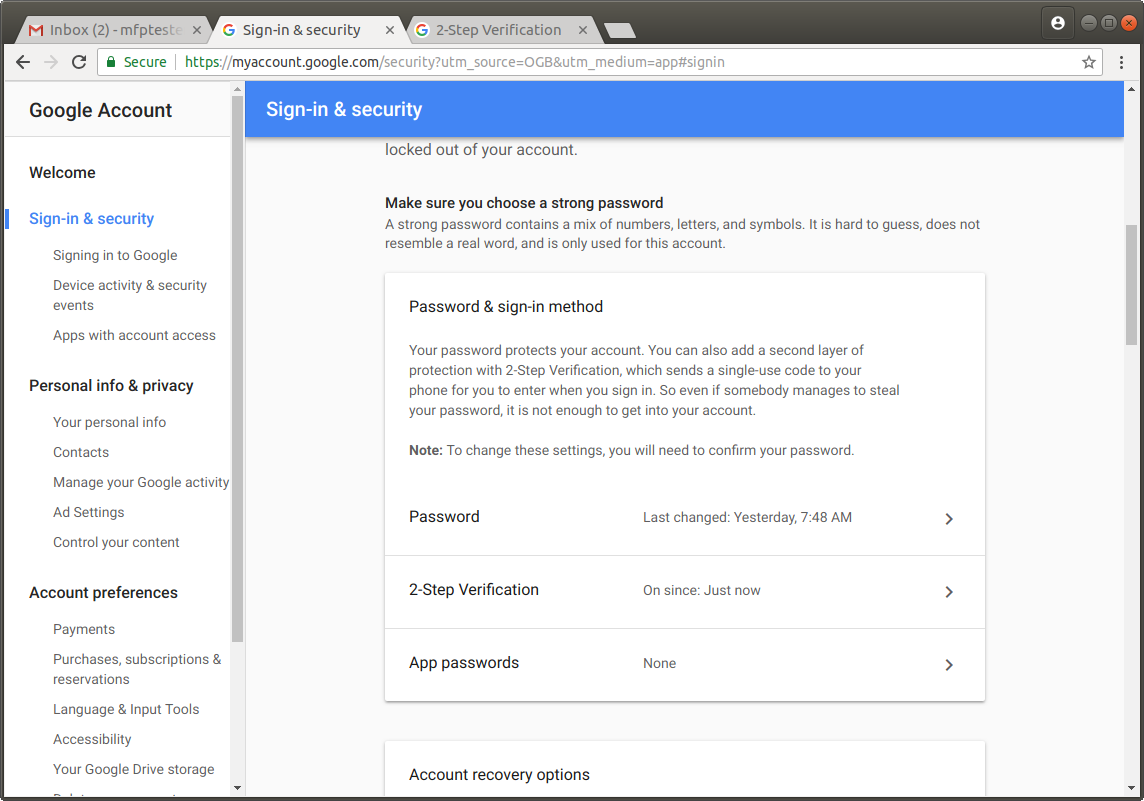 Inbox (2) - mfpteste
Sign-in & security
2-Step Verification
Secure
https://myaccount.google.com/security?utm_source=OGB&utm_medium=app#signin
Google Account
Welcome
Sign-in & security
Signing in to Google
Device activity & security
events
Apps with account access
Personal info & privacy
Your personal info
Contacts
Manage your Google activity
Ad Settings
Control your content
Account preferences
Payments
Purchases, subscriptions &
reservations
Language & Input Tools
Accessibility
Your Google Drive storage
Sign-in & security
locked out of your account.
Make sure you choose a strong password
A strong password contains a mix of numbers, letters, and symbols. It is hard to guess, does not
resemble a real word, and is only used for this account.
Password & sign-in method
Your password protects your account. You can also add a second layer of
protection with 2-Step Verification, which sends a single-use code to your
phone for you to enter when you sign in. So even if somebody manages to steal
your password, it is not enough to get into your account.
Note: To change these settings, you will need to confirm your password.
Password Last changed: Yesterday, 7:48 AM
2-Step Verification On since: Just now
App passwords None
Account recovery options